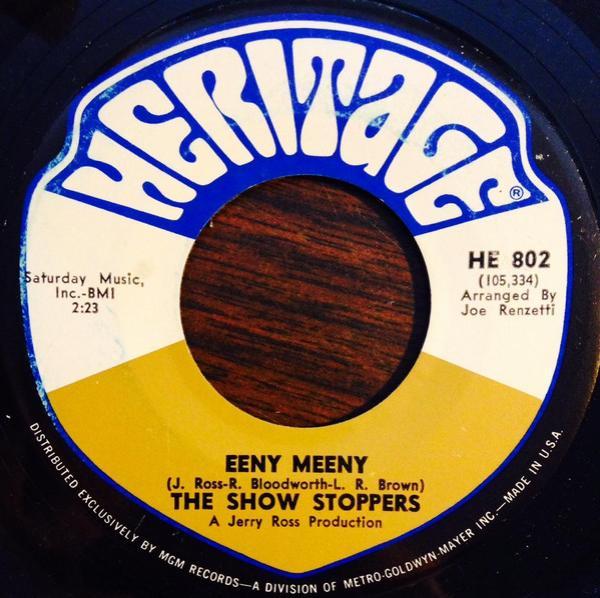 HERITAGE®
Saturday Music,
Inc.-BMI
2:23
HE 802
(105,334)
Arranged By
Joe Renzetti
EENY MEENY
(J. Ross-R. Bloodworth-L. R. Brown)
THE SHOW STOPPERS
A Jerry Ross Production
DISTRIBUTED EXCLUSIVELY BY MGM RECORDS—A DIVISION OF METRO-GOLDWYN-MAYER INC.—MADE IN U.S.A.